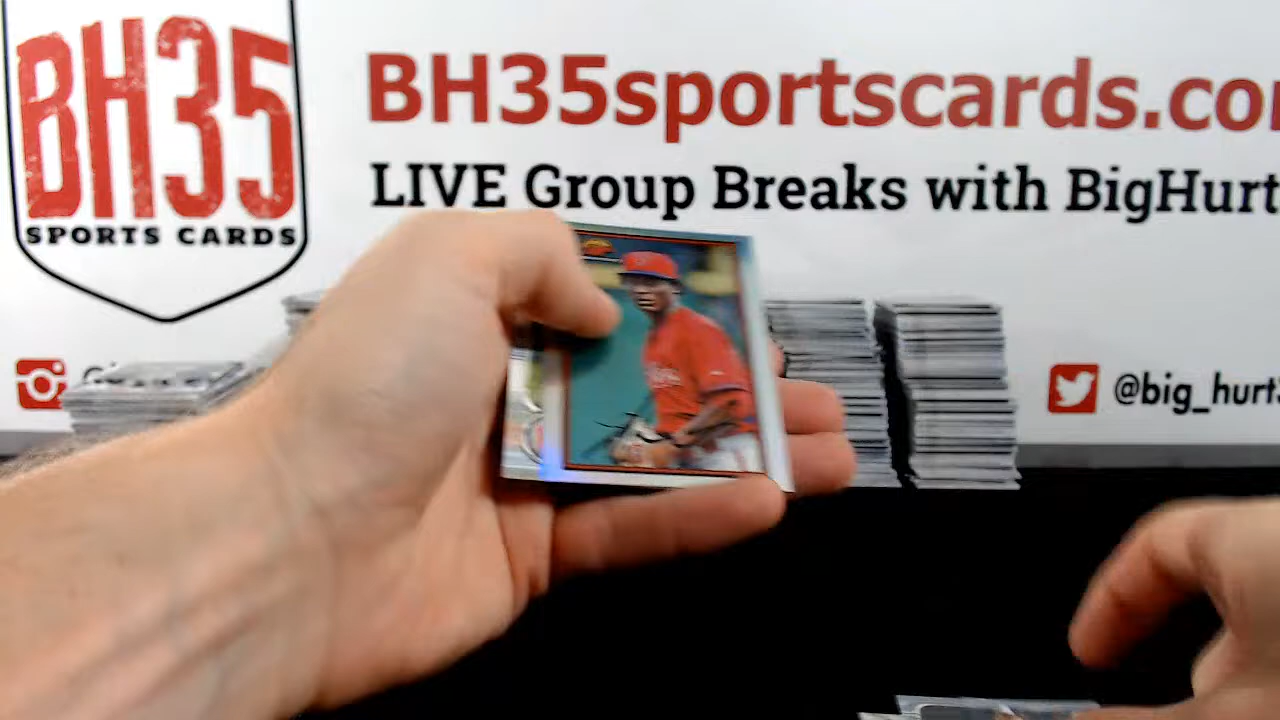 BH35
SPORTS CARDS
BH35sportscards.co
LIVE Group Breaks with BigHurt
@big_hurt